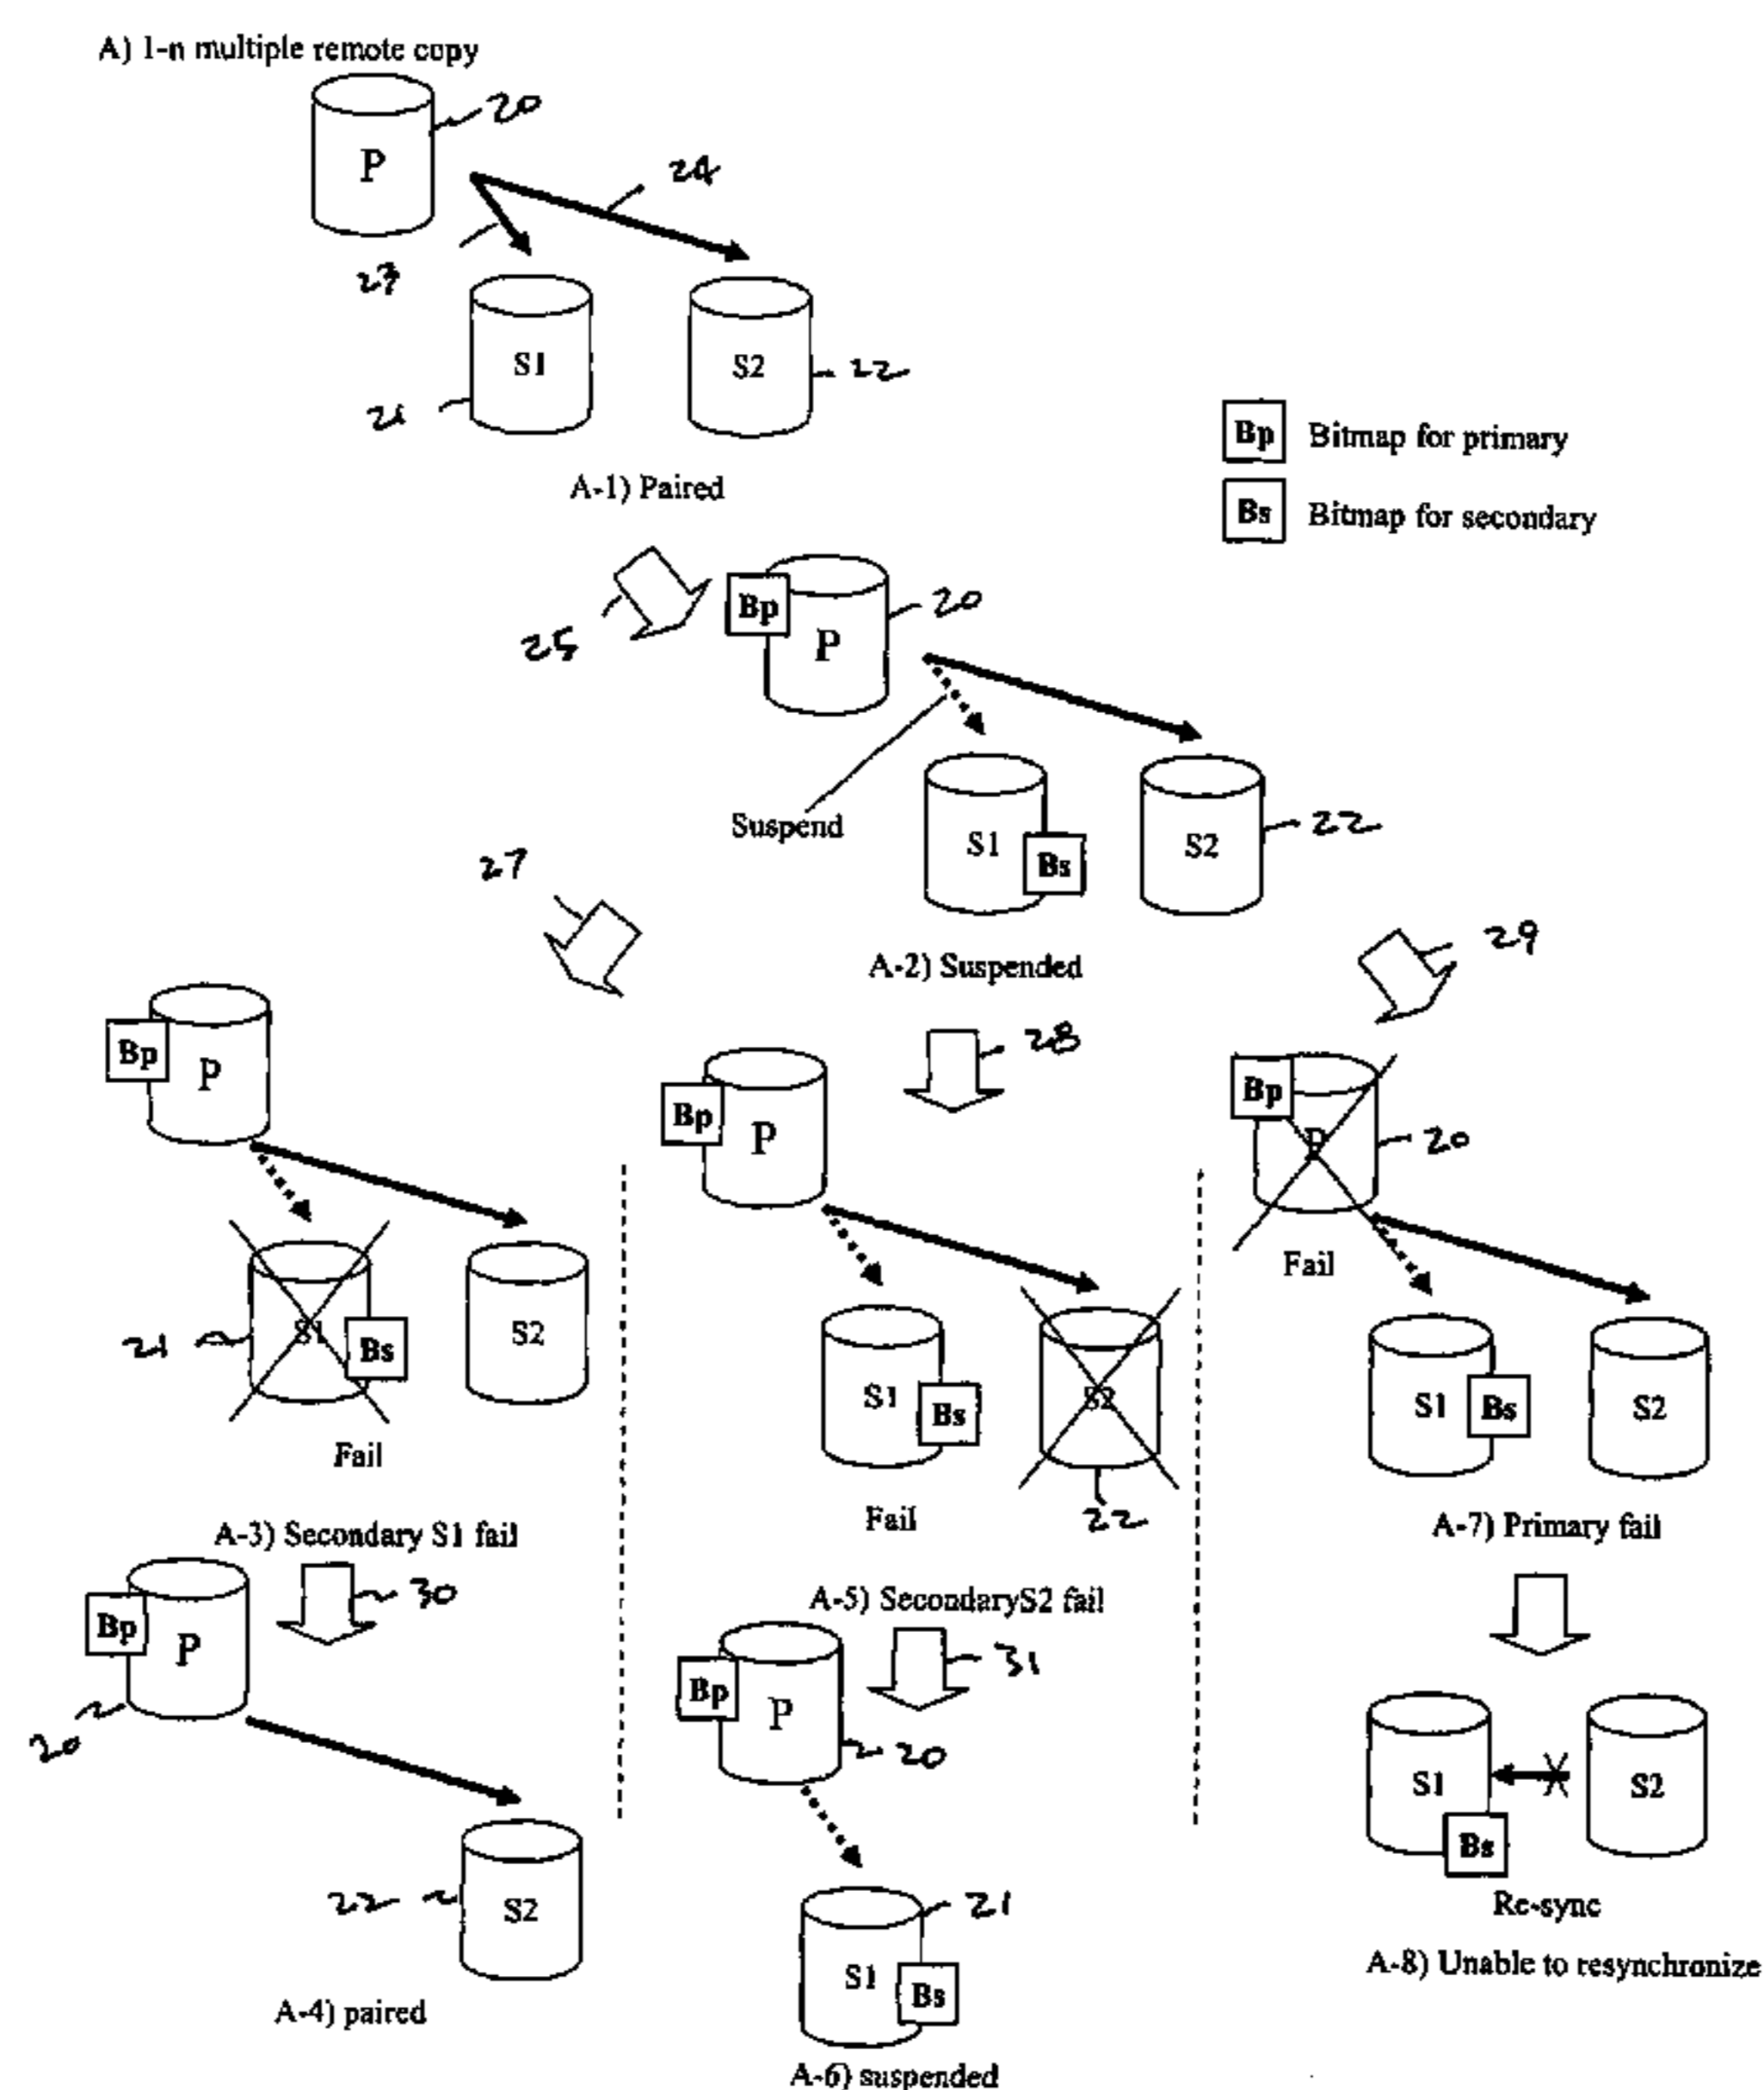 A) 1-n multiple remote copy
P
20
24
23
S1
S2
21
22
A-1) Paired
Bp Bitmap for primary
Bs Bitmap for secondary
25
Bp
P
20
Suspend
S1
Bs
S2
22
A-2) Suspended
27
28
29
Bp
P
21
S1
Bs
S2
Fail
A-3) Secondary S1 fail
Bp
P
S1
Bs
S2
22
Fail
A-5) SecondaryS2 fail
Bp
P
20
Fail
S1
Bs
S2
A-7) Primary fail
30
Bp
P
20
22
S2
A-4) paired
31
Bp
P
20
21
S1
Bs
A-6) suspended
S1
Bs
S2
Re-sync
A-8) Unable to resynchronize